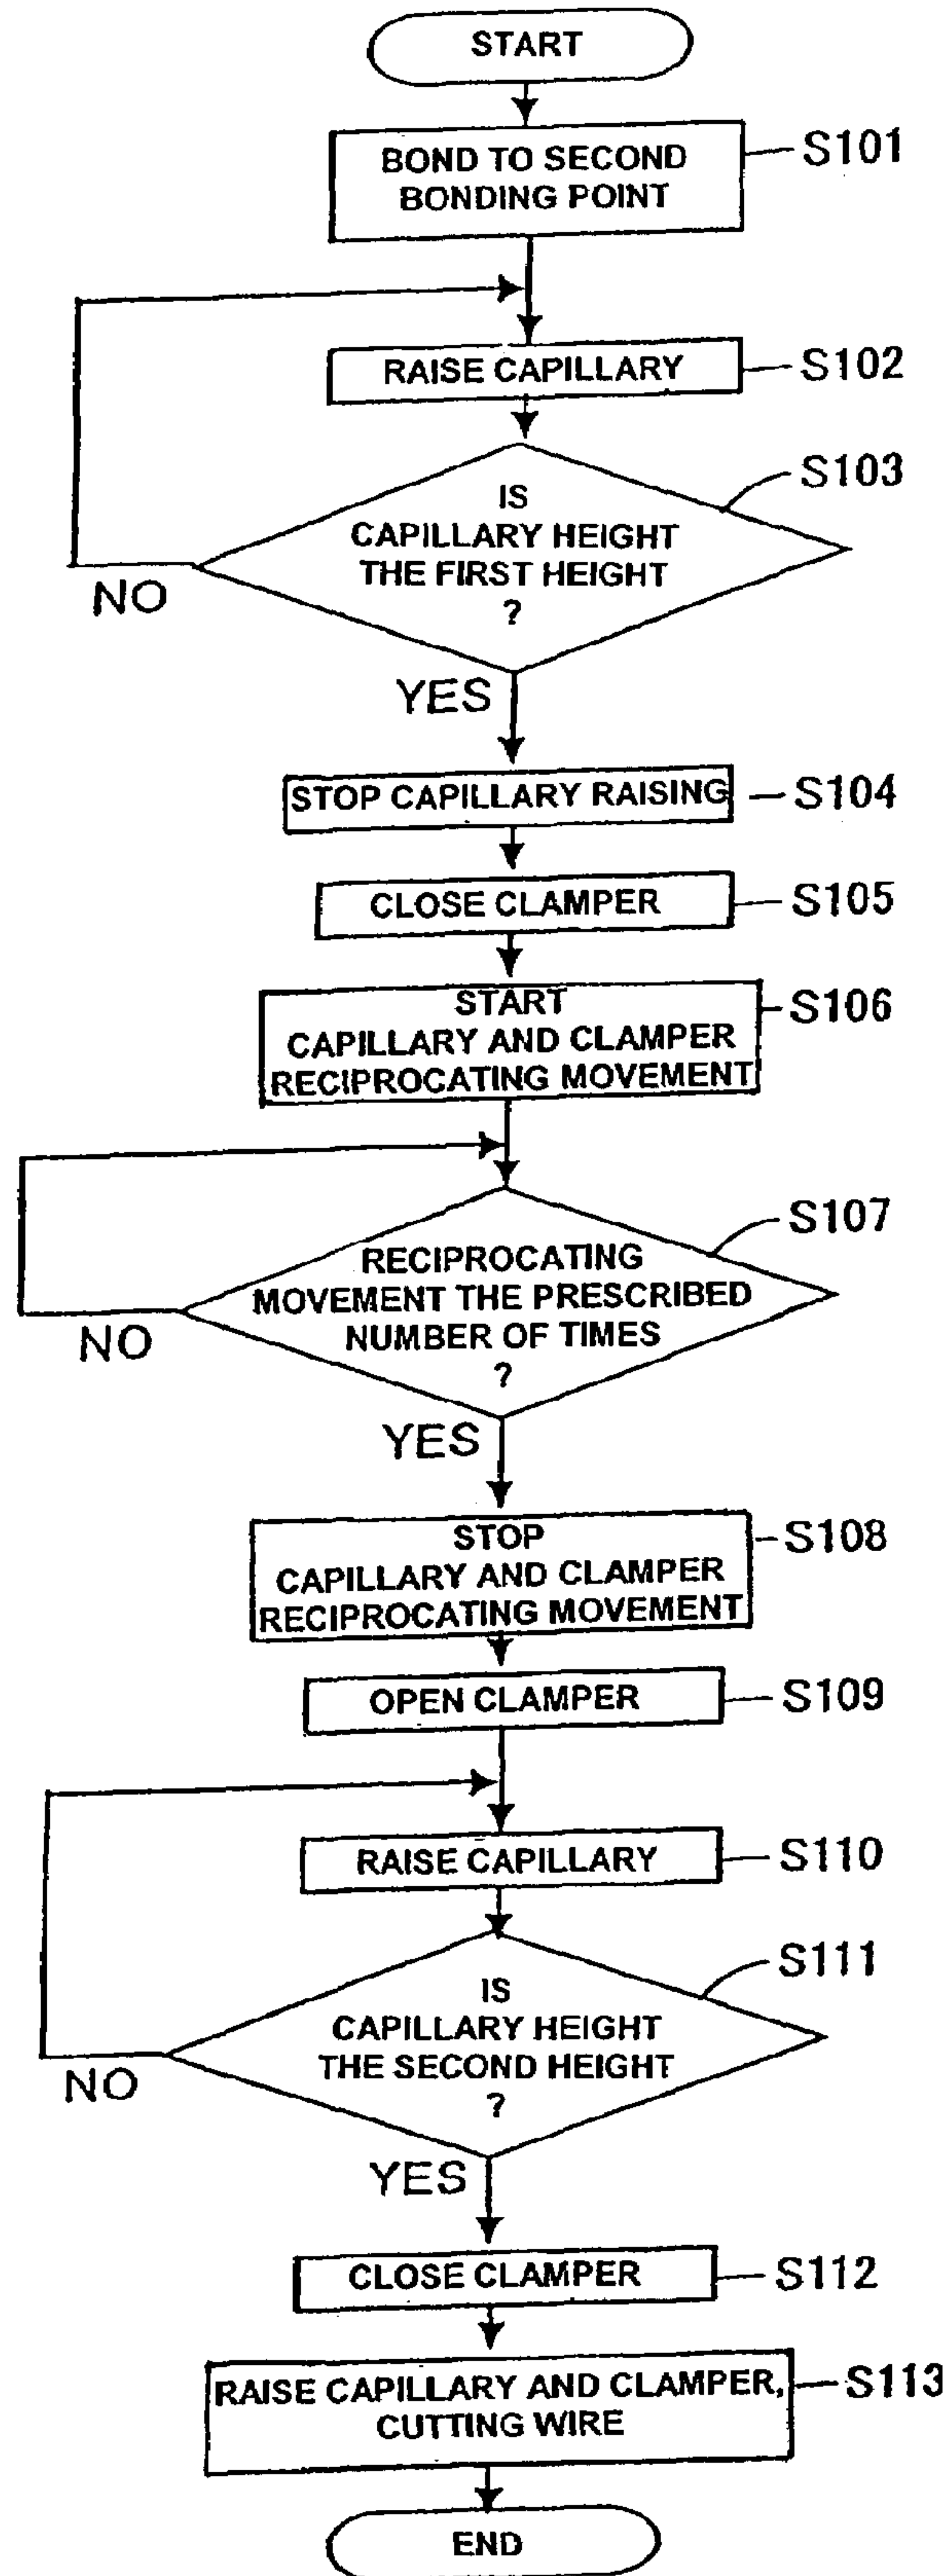 START
BOND TO SECOND
BONDING POINT
S101
RAISE CAPILLARY
S102
S103
IS
CAPILLARY HEIGHT
THE FIRST HEIGHT
?
NO
YES
STOP CAPILLARY RAISING
S104
CLOSE CLAMPER
S105
START
CAPILLARY AND CLAMPER
RECIPROCATING MOVEMENT
S106
S107
RECIPROCATING
MOVEMENT THE PRESCRIBED
NUMBER OF TIMES
?
NO
YES
STOP
CAPILLARY AND CLAMPER
RECIPROCATING MOVEMENT
S108
OPEN CLAMPER
S109
RAISE CAPILLARY
S110
S111
IS
CAPILLARY HEIGHT
THE SECOND HEIGHT
?
NO
YES
CLOSE CLAMPER
S112
RAISE CAPILLARY AND CLAMPER,
CUTTING WIRE
S113
END